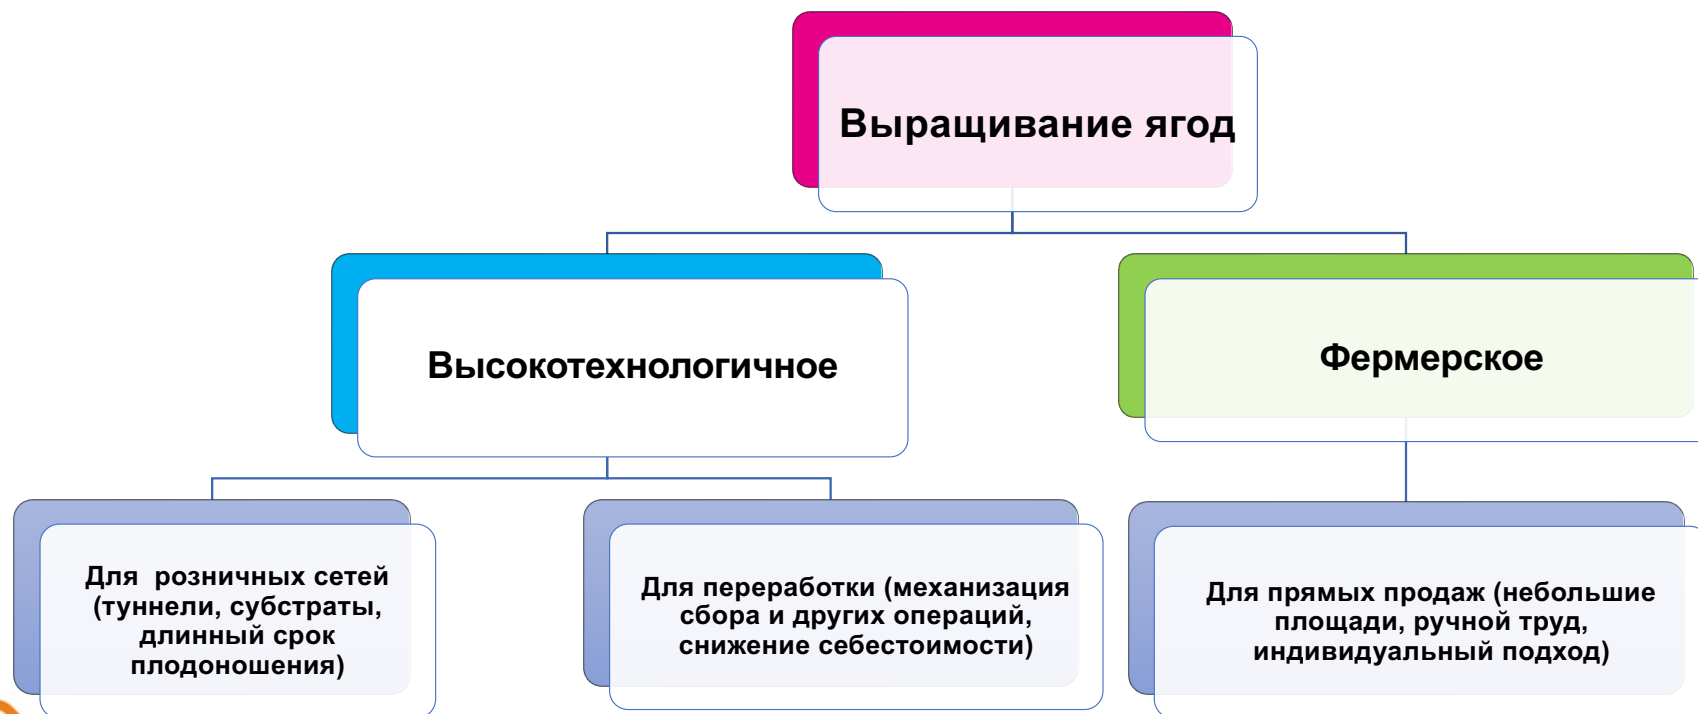 Выращивание ягод
Высокотехнологичное
Фермерское
Для розничных сетей
(туннели, субстраты,
длинный срок
плодоношения)
Для переработки (механизация
сбора и других операций,
снижение себестоимости)
Для прямых продаж (небольшие
площади, ручной труд,
индивидуальный подход)